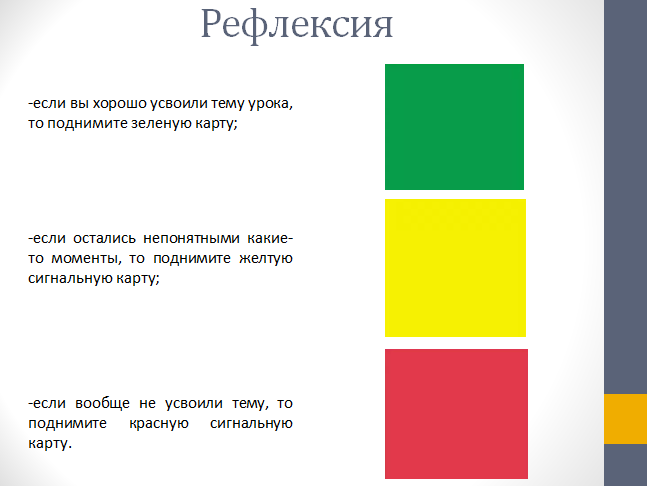 Рефлексия
-если вы хорошо усвоили тему урока,
то поднимите зеленую карту;
-если остались непонятными какие-
то моменты, то поднимите желтую
сигнальную карту;
-если вообще не усвоили тему, то
поднимите красную сигнальную
карту.